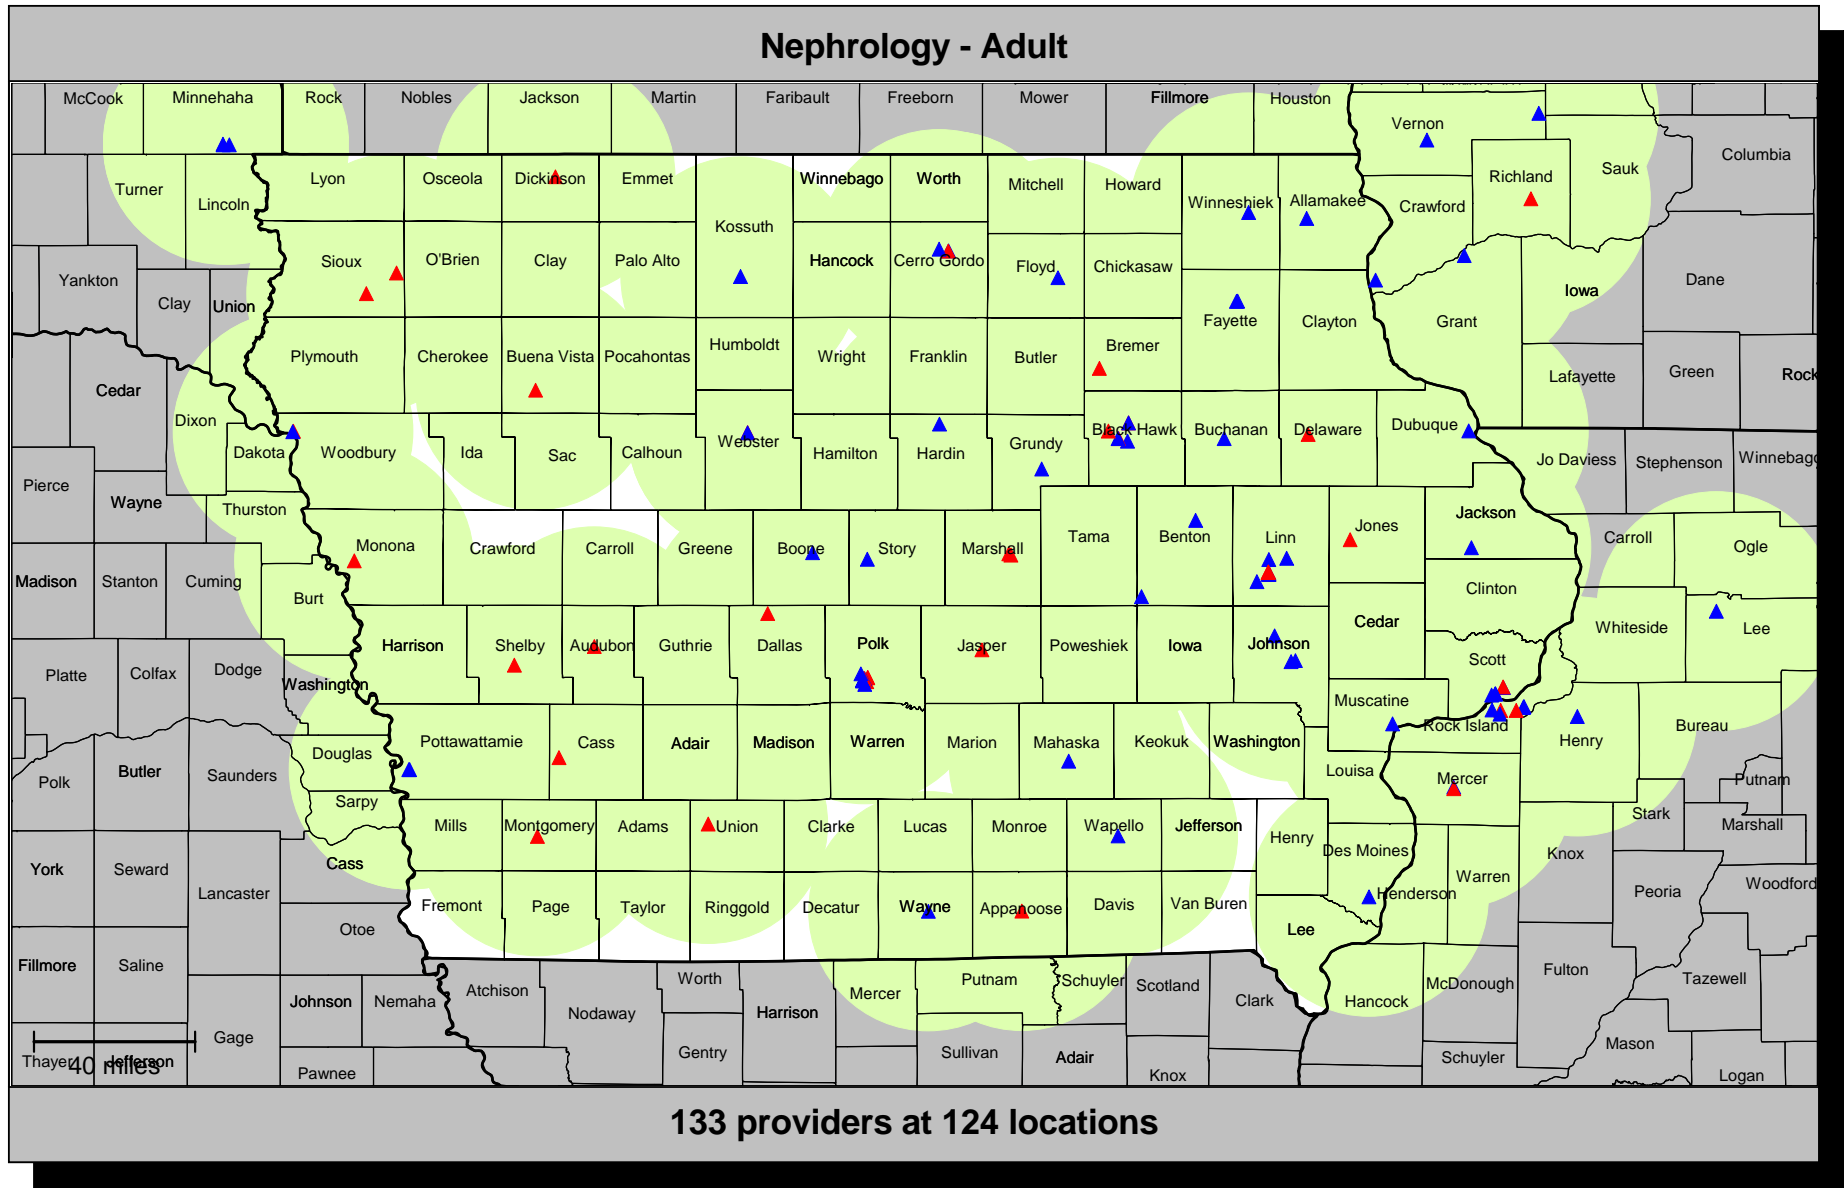 Nephrology - Adult
McCook Minnehaha Rock Nobles Jackson Martin Faribault Freeborn Mower Fillmore Houston
Vernon Columbia
Sauk
Turner Lyon Osceola Dickinson Emmet Winnebago Worth Mitchell Howard Richland
Lincoln Winneshiek Allamakee Crawford
Kossuth
Sioux O'Brien Clay Palo Alto Hancock Cerro Gordo Floyd Chickasaw
Yankton Clay Union Iowa Dane
Fayette Clayton Grant
Plymouth Cherokee Buena Vista Pocahontas Humboldt Wright Franklin Butler Bremer
Cedar Lafayette Green Rock
Dixon Webster Black Hawk Buchanan Delaware Dubuque
Dakota Woodbury Ida Sac Calhoun Hamilton Hardin Grundy
Jo Daviess Stephenson Winnebago
Pierce Wayne Thurston
Jackson
Monona Crawford Carroll Greene Boone Story Marshall Tama Benton Linn Jones Carroll Ogle
Madison Stanton Cuming Burt Clinton
Cedar Whiteside Lee
Harrison Shelby Audubon Guthrie Dallas Polk Jasper Poweshiek Iowa Johnson
Scott
Platte Colfax Dodge Washington
Muscatine Rock Island Henry Bureau
Douglas Pottawattamie Cass Adair Madison Warren Marion Mahaska Keokuk Washington
Polk Butler Saunders Louisa Mercer Putnam
Sarpy Stark
Mills Montgomery Adams Union Clarke Lucas Monroe Wapello Jefferson Henry Marshall
Des Moines Knox
York Seward Cass Warren
Lancaster Henderson Peoria Woodford
Fremont Page Taylor Ringgold Decatur Wayne Appanoose Davis Van Buren
Otoe Lee
Fillmore Saline Fulton
Atchison Worth Mercer Putnam Schuyler Scotland McDonough Tazewell
Johnson Nemaha Nodaway Harrison Clark Hancock
Gage Gentry Sullivan Adair Mason
Thayer Jefferson Schuyler
40 miles
Pawnee Knox Logan
133 providers at 124 locations